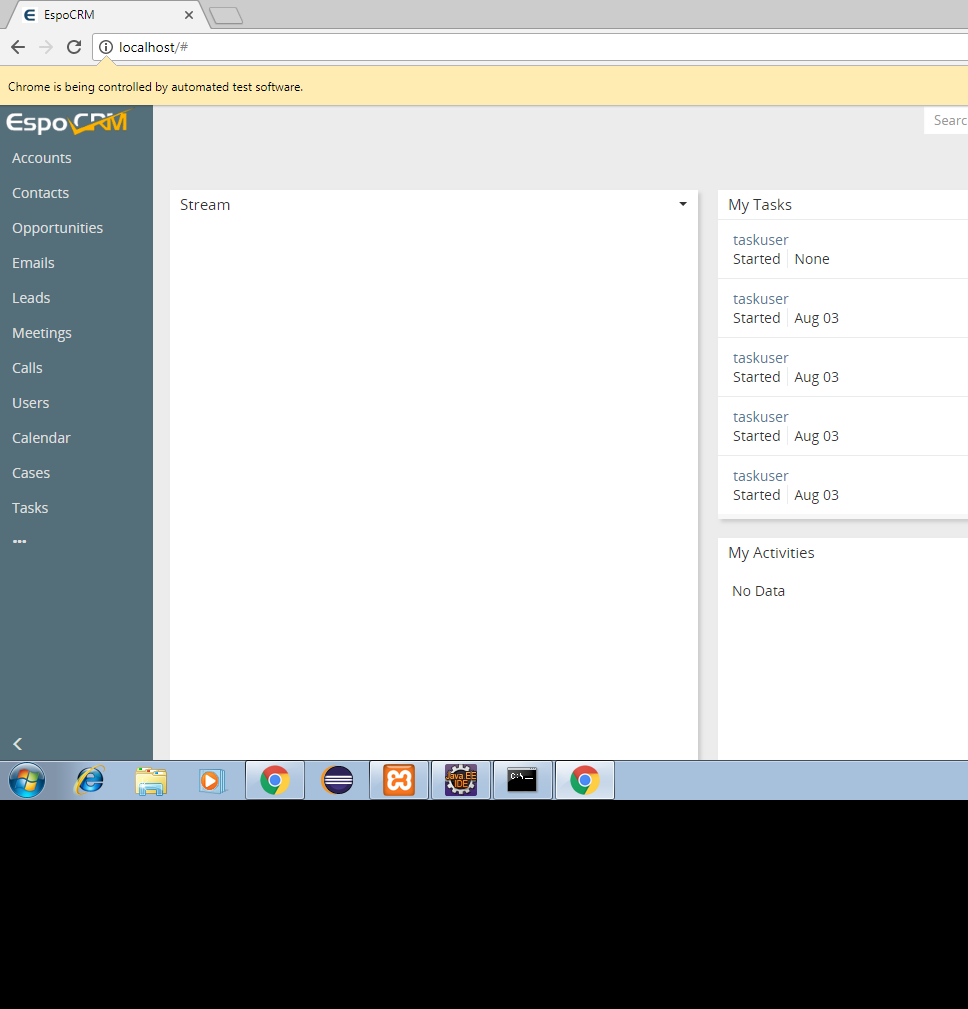 EspoCRM
localhost/#
Chrome is being controlled by automated test software.
EspoCRM
Searc
Accounts
Contacts
Opportunities
Emails
Leads
Meetings
Calls
Users
Calendar
Cases
Tasks
Stream
My Tasks
taskuser
Started None
taskuser
Started Aug 03
taskuser
Started Aug 03
taskuser
Started Aug 03
taskuser
Started Aug 03
My Activities
No Data
Java EE
IDE
C:\._